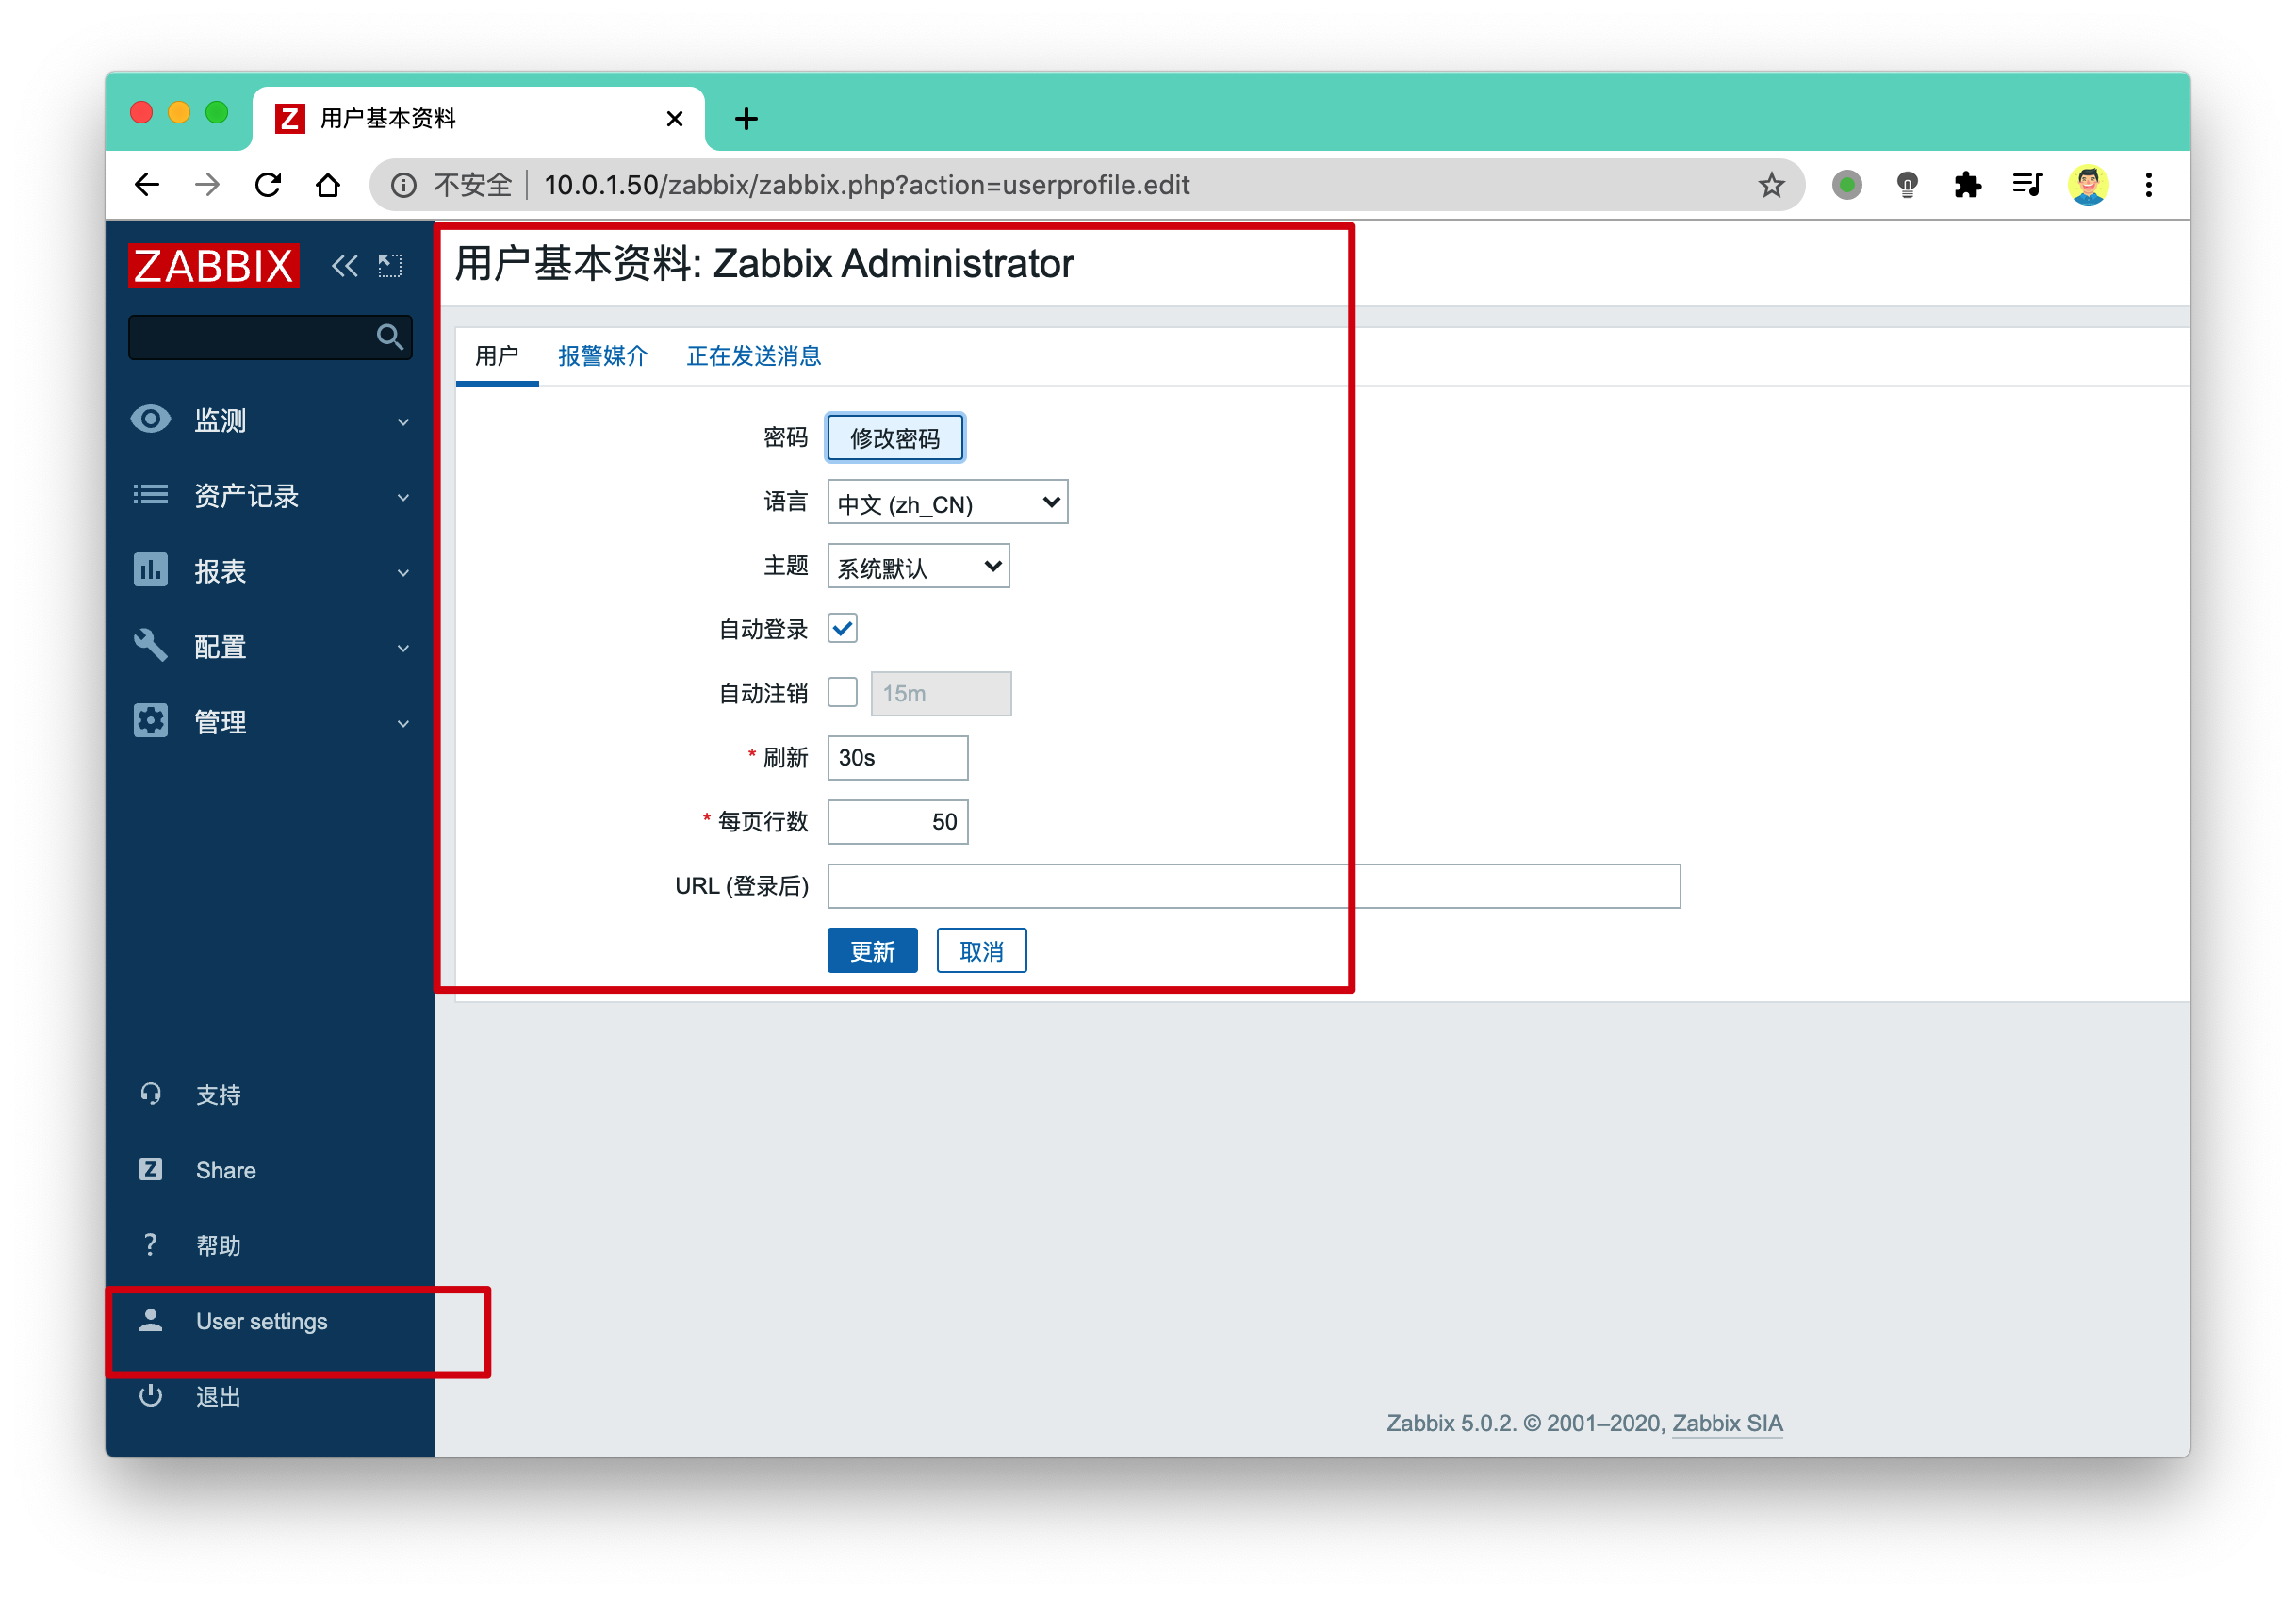 用户基本资料
不安全 10.0.1.50/zabbix/zabbix.php?action=userprofile.edit
ZABBIX
监测
资产记录
报表
配置
管理
支持
Share
帮助
User settings
退出
用户基本资料: Zabbix Administrator
用户 报警媒介 正在发送消息
密码 修改密码
语言 中文 (zh_CN)
主题 系统默认
自动登录
自动注销 15m
* 刷新 30s
* 每页行数 50
URL (登录后)
更新 取消
Zabbix 5.0.2. © 2001–2020, Zabbix SIA